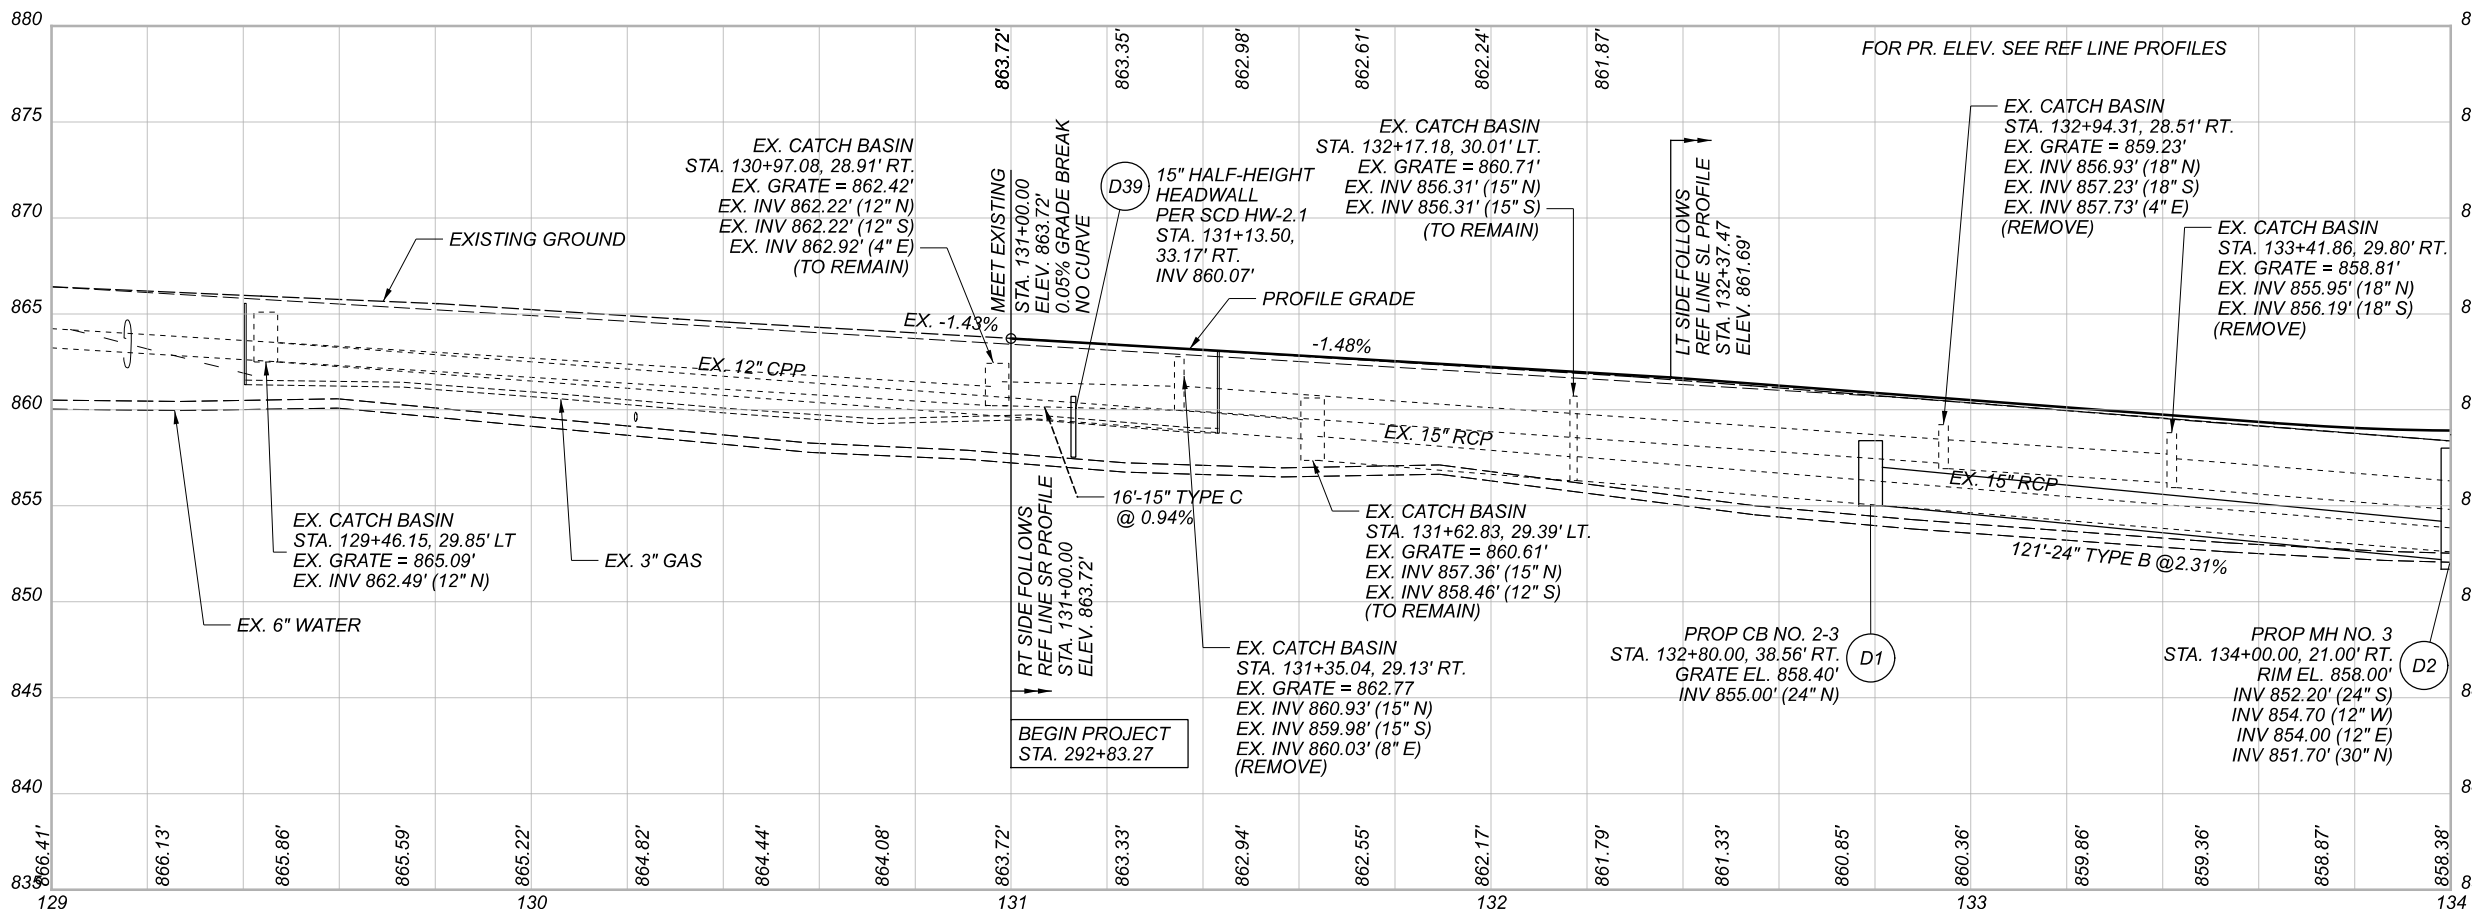 880
875
870
865
860
855
850
845
840
835
8
8
8
8
8
8
8
8
8
8
863.72'
863.35'
862.98'
862.61'
862.24'
861.87'
FOR PR. ELEV. SEE REF LINE PROFILES
EXISTING GROUND
EX. CATCH BASIN
STA. 130+97.08, 28.91' RT.
EX. GRATE = 862.42'
EX. INV 862.22' (12" N)
EX. INV 862.22' (12" S)
EX. INV 862.92' (4" E)
(TO REMAIN)
MEET EXISTING
STA. 131+00.00
ELEV. 863.72'
0.05% GRADE BREAK
NO CURVE
D39
15" HALF-HEIGHT
HEADWALL
PER SCD HW-2.1
STA. 131+13.50,
33.17' RT.
INV 860.07'
PROFILE GRADE
EX. CATCH BASIN
STA. 132+17.18, 30.01' LT.
EX. GRATE = 860.71'
EX. INV 856.31' (15" N)
EX. INV 856.31' (15" S)
(TO REMAIN)
LT SIDE FOLLOWS
REF LINE SL PROFILE
STA. 132+37.47
ELEV. 861.69'
EX. CATCH BASIN
STA. 132+94.31, 28.51' RT.
EX. GRATE = 859.23'
EX. INV 856.93' (18" N)
EX. INV 857.23' (18" S)
EX. INV 857.73' (4" E)
(REMOVE)
EX. CATCH BASIN
STA. 133+41.86, 29.80' RT.
EX. GRATE = 858.81'
EX. INV 855.95' (18" N)
EX. INV 856.19' (18" S)
(REMOVE)
EX. -1.43%
-1.48%
EX. 12" CPP
EX. 15" RCP
EX. 15" RCP
16'-15" TYPE C
@ 0.94%
121'-24" TYPE B @2.31%
EX. CATCH BASIN
STA. 129+46.15, 29.85' LT
EX. GRATE = 865.09'
EX. INV 862.49' (12" N)
EX. 3" GAS
EX. 6" WATER
RT SIDE FOLLOWS
REF LINE SR PROFILE
STA. 131+00.00
ELEV. 863.72'
EX. CATCH BASIN
STA. 131+62.83, 29.39' LT.
EX. GRATE = 860.61'
EX. INV 857.36' (15" N)
EX. INV 858.46' (12" S)
(TO REMAIN)
EX. CATCH BASIN
STA. 131+35.04, 29.13' RT.
EX. GRATE = 862.77
EX. INV 860.93' (15" N)
EX. INV 859.98' (15" S)
EX. INV 860.03' (8" E)
(REMOVE)
PROP CB NO. 2-3
STA. 132+80.00, 38.56' RT.
GRATE EL. 858.40'
INV 855.00' (24" N)
D1
PROP MH NO. 3
STA. 134+00.00, 21.00' RT.
RIM EL. 858.00'
INV 852.20' (24" S)
INV 854.70 (12" W)
INV 854.00 (12" E)
INV 851.70' (30" N)
D2
BEGIN PROJECT
STA. 292+83.27
866.41'
866.13'
865.86'
865.59'
865.22'
864.82'
864.44'
864.08'
863.72'
863.33'
862.94'
862.55'
862.17'
861.79'
861.33'
860.85'
860.36'
859.86'
859.36'
858.87'
858.38'
129
130
131
132
133
134